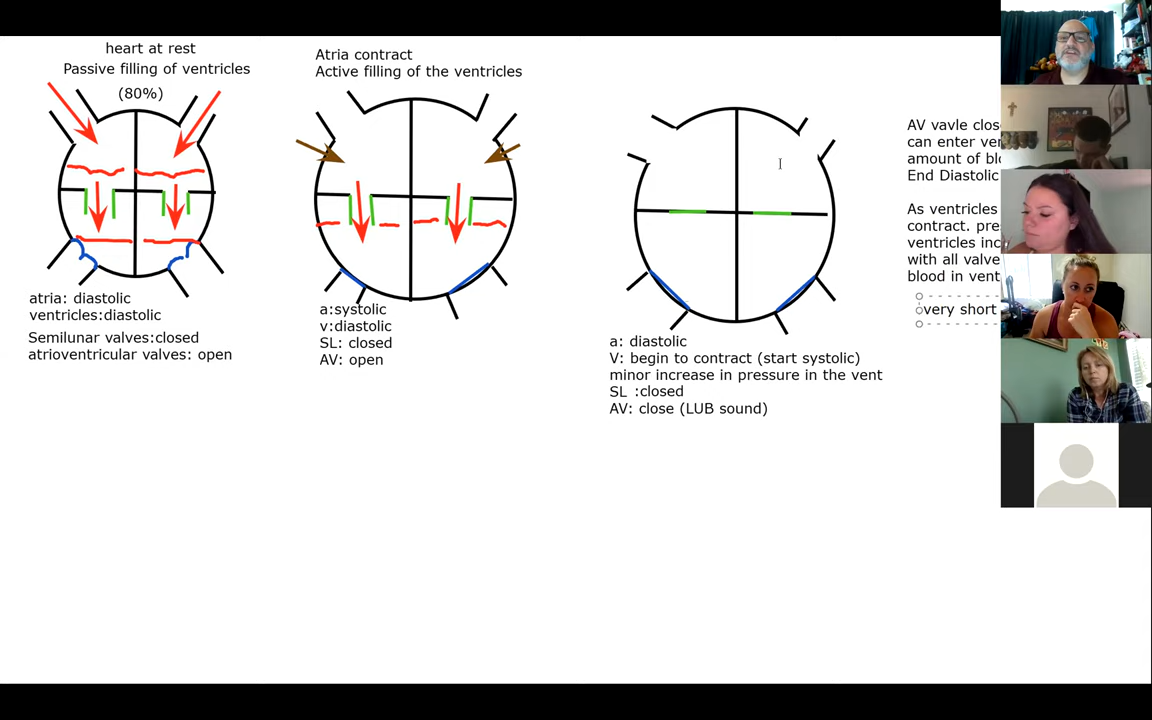 heart at rest
Passive filling of ventricles
(80%)
atria: diastolic
ventricles:diastolic
Semilunar valves:closed
atrioventricular valves: open
Atria contract
Active filling of the ventricles
a:systolic
v:diastolic
SL: closed
AV: open
a: diastolic
V: begin to contract (start systolic)
minor increase in pressure in the vent
SL :closed
AV: close (LUB sound)
AV vavle clos
can enter ver
amount of blo
End Diastolic
As ventricles
contract. pre
ventricles inc
with all valve
blood in vent
very short